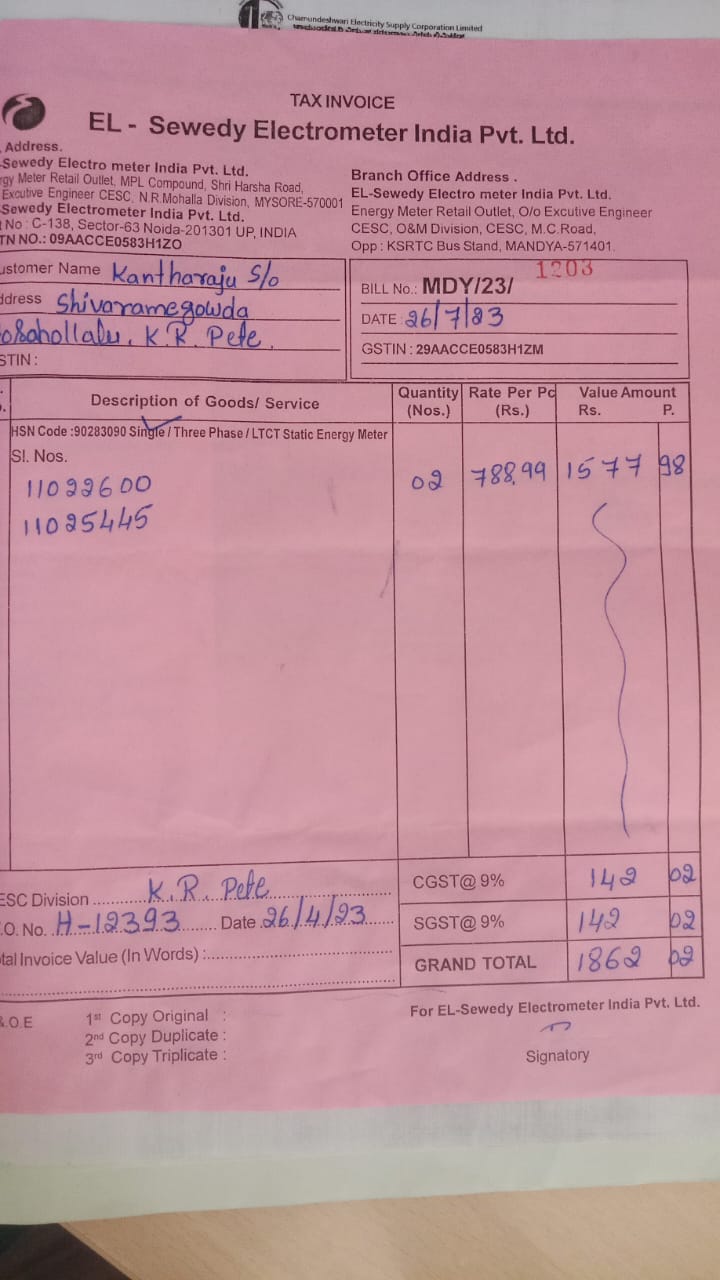 Chamundeshwari Electricity Supply Corporation Limited
TAX INVOICE
EL - Sewedy Electrometer India Pvt. Ltd.
Address.
Sewedy Electro meter India Pvt. Ltd.
rgy Meter Retail Outlet, MPL Compound, Shri Harsha Road,
Excutive Engineer CESC, N.R.Mohalla Division, MYSORE-570001
Sewedy Electrometer India Pvt. Ltd.
No : C-138, Sector-63 Noida-201301 UP, INDIA
TN NO.: 09AACCE0583H1ZO
Branch Office Address .
EL-Sewedy Electro meter India Pvt. Ltd.
Energy Meter Retail Outlet, O/o Excutive Engineer
CESC, O&M Division, CESC, M.C.Road,
Opp : KSRTC Bus Stand, MANDYA-571401.
ustomer Name Kantharaju S/o
ddress Shivaramegowda
osahollalu, K.R. Pete.
STIN :
1203
BILL No.: MDY/23/
DATE : 26/7/23
GSTIN : 29AACCE0583H1ZM
Description of Goods/ Service Quantity (Nos.) Rate Per Pc (Rs.) Value Amount Rs. P.
HSN Code :90283090 Single / Three Phase / LTCT Static Energy Meter
Sl. Nos.
11022600 02 788.99 1577 98
11025445
ESC Division K.R. Pete CGST@ 9% 142 02
.O. No. H-12393 Date 26/4/23 SGST@ 9% 142 02
tal Invoice Value (In Words) : GRAND TOTAL 1862 02
&.O.E
1st Copy Original :
2nd Copy Duplicate :
3rd Copy Triplicate :
For EL-Sewedy Electrometer India Pvt. Ltd.
Signatory